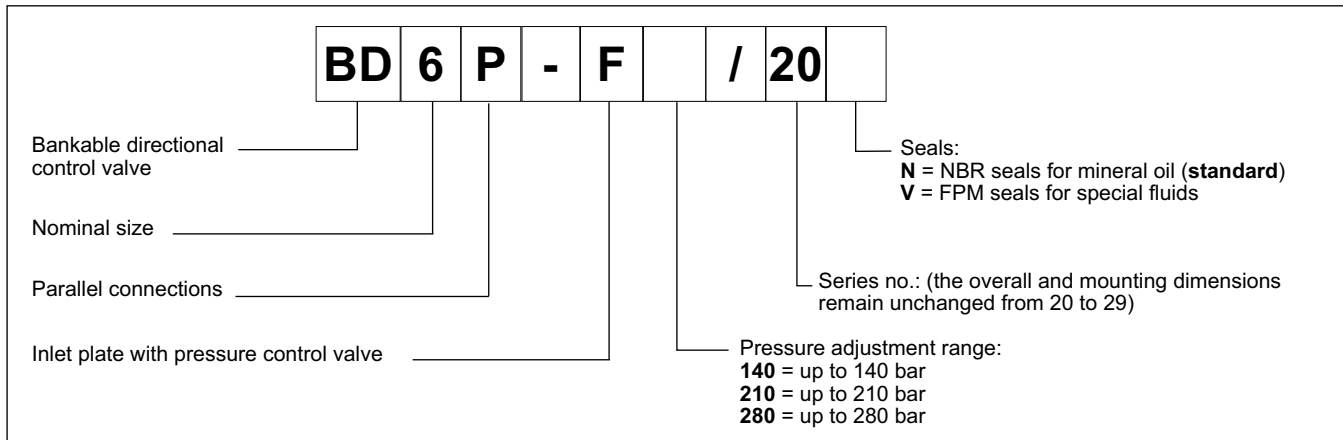 BD 6 P - F / 20
Bankable directional
control valve
Nominal size
Parallel connections
Inlet plate with pressure control valve
Seals:
N = NBR seals for mineral oil (standard)
V = FPM seals for special fluids
Series no.: (the overall and mounting dimensions
remain unchanged from 20 to 29)
Pressure adjustment range:
140 = up to 140 bar
210 = up to 210 bar
280 = up to 280 bar